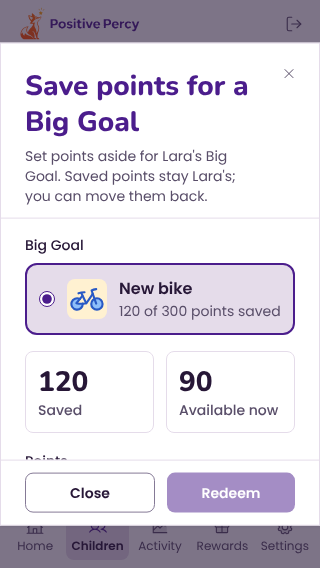 Positive Percy
Save points for a
Big Goal
Set points aside for Lara's Big
Goal. Saved points stay Lara's;
you can move them back.
Big Goal
New bike
120 of 300 points saved
120
Saved
90
Available now
Points
Close
Redeem
Home
Children
Activity
Rewards
Settings